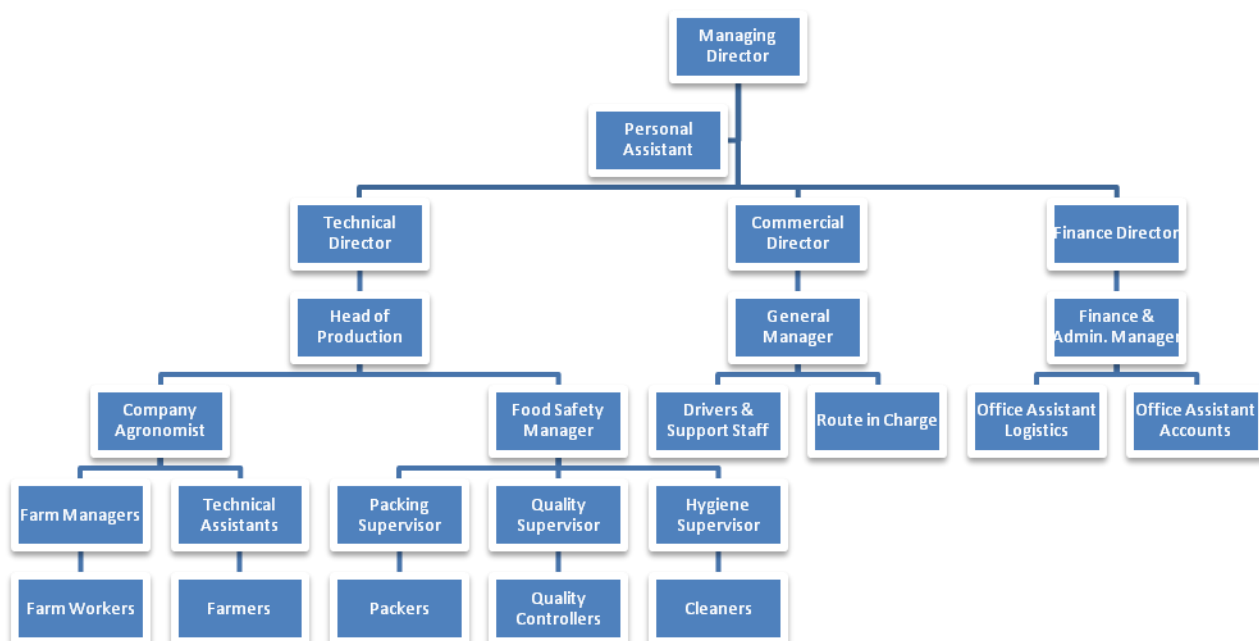 Managing
Director
Personal
Assistant
Technical
Director
Commercial
Director
Finance Director
Head of
Production
General
Manager
Finance &
Admin. Manager
Company
Agronomist
Food Safety
Manager
Drivers &
Support Staff
Route in Charge
Office Assistant
Logistics
Office Assistant
Accounts
Farm Managers
Technical
Assistants
Packing
Supervisor
Quality
Supervisor
Hygiene
Supervisor
Farm Workers
Farmers
Packers
Quality
Controllers
Cleaners